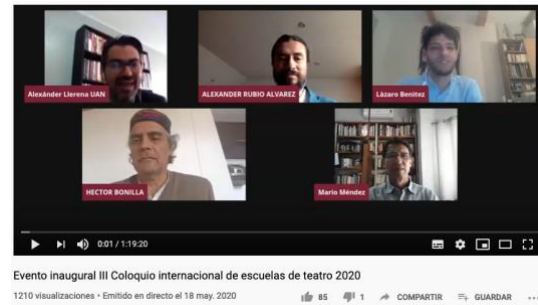 Alexánder Llerena UAN
ALEXANDER RUBIO ALVAREZ
Lázaro Benítez
HECTOR BONILLA
Mario Méndez
0:01 / 1:19:20
Evento inaugural III Coloquio internacional de escuelas de teatro 2020
1210 visualizaciones • Emitido en directo el 18 may. 2020
85
1
COMPARTIR
GUARDAR